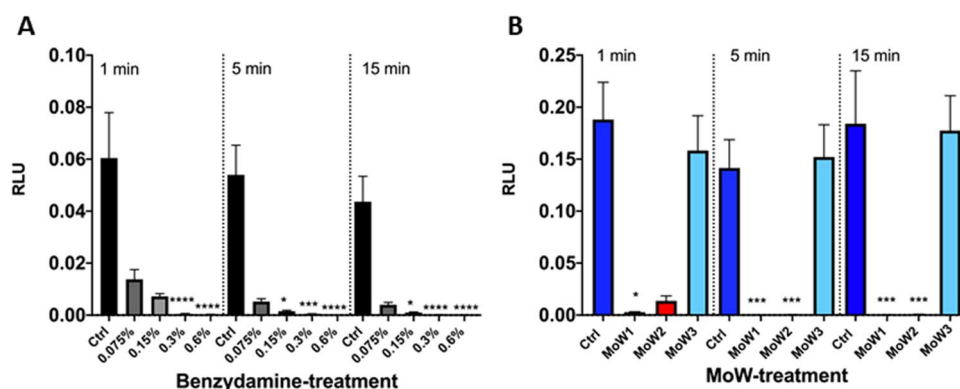 A
0.10
0.08
0.06
0.04
0.02
0.00
RLU
1 min
5 min
15 min
****
****
*
***
****
*
****
****
Ctrl
0.075%
0.15%
0.3%
0.6%
Ctrl
0.075%
0.15%
0.3%
0.6%
Ctrl
0.075%
0.15%
0.3%
0.6%
Benzydamine-treatment
B
0.25
0.20
0.15
0.10
0.05
0.00
RLU
1 min
5 min
15 min
*
***
***
***
***
Ctrl
MoW1
MoW2
MoW3
Ctrl
MoW1
MoW2
MoW3
Ctrl
MoW1
MoW2
MoW3
MoW-treatment